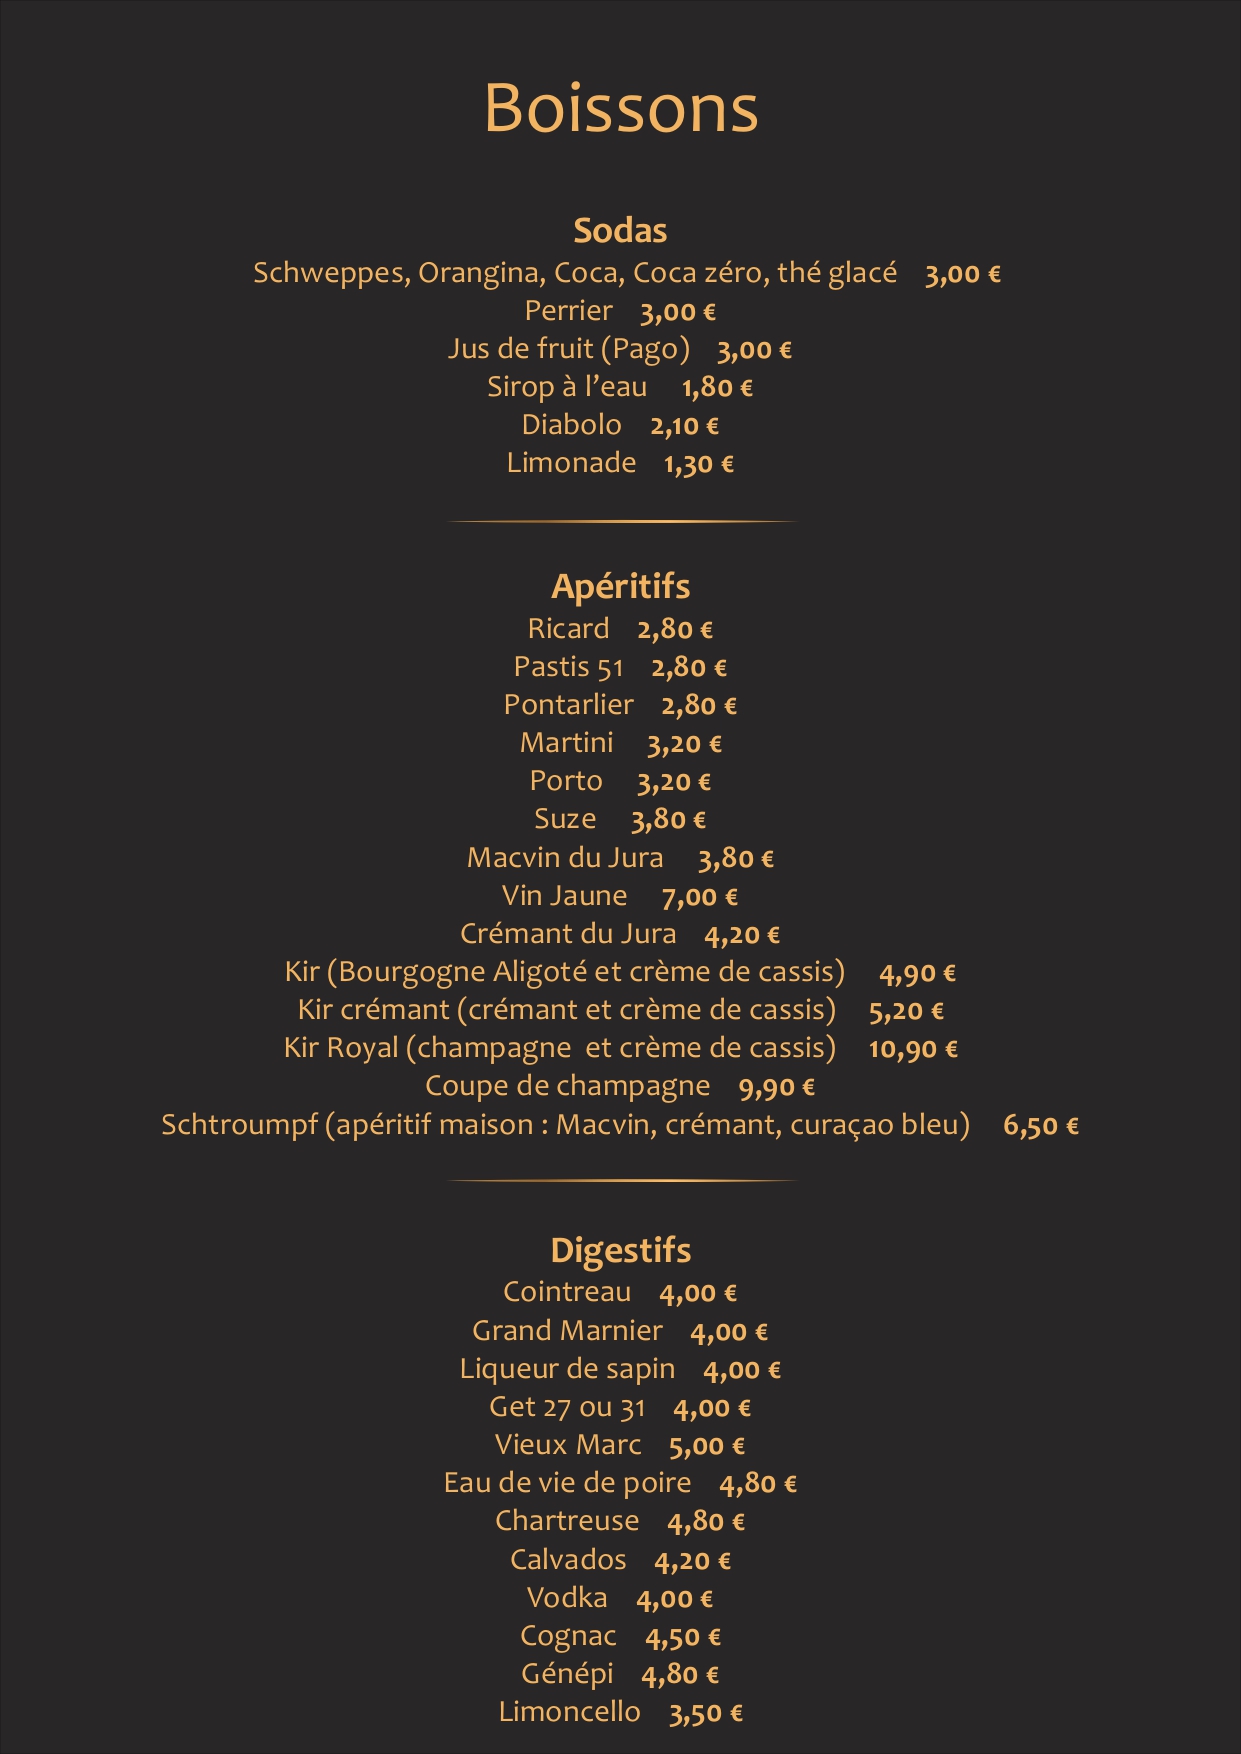 Boissons
Sodas
Schweppes, Orangina, Coca, Coca zéro, thé glacé 3,00 €
Perrier 3,00 €
Jus de fruit (Pago) 3,00 €
Sirop à l’eau 1,80 €
Diabolo 2,10 €
Limonade 1,30 €
Apéritifs
Ricard 2,80 €
Pastis 51 2,80 €
Pontarlier 2,80 €
Martini 3,20 €
Porto 3,20 €
Suze 3,80 €
Macvin du Jura 3,80 €
Vin Jaune 7,00 €
Crémant du Jura 4,20 €
Kir (Bourgogne Aligoté et crème de cassis) 4,90 €
Kir crémant (crémant et crème de cassis) 5,20 €
Kir Royal (champagne et crème de cassis) 10,90 €
Coupe de champagne 9,90 €
Schtroumpf (apéritif maison : Macvin, crémant, curaçao bleu) 6,50 €
Digestifs
Cointreau 4,00 €
Grand Marnier 4,00 €
Liqueur de sapin 4,00 €
Get 27 ou 31 4,00 €
Vieux Marc 5,00 €
Eau de vie de poire 4,80 €
Chartreuse 4,80 €
Calvados 4,20 €
Vodka 4,00 €
Cognac 4,50 €
Génépi 4,80 €
Limoncello 3,50 €